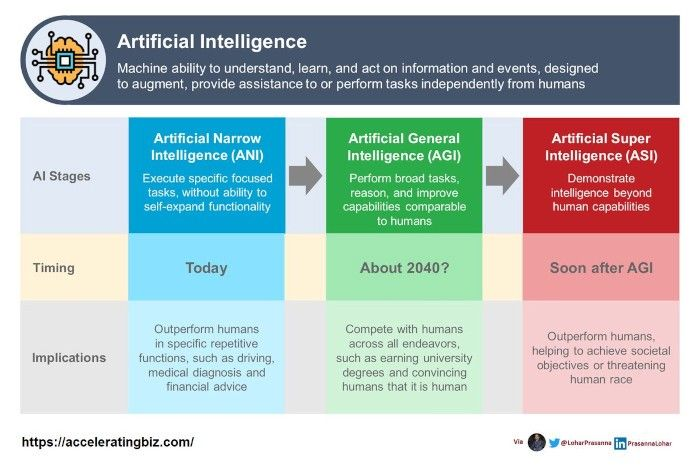 Artificial Intelligence
Machine ability to understand, learn, and act on information and events, designed
to augment, provide assistance to or perform tasks independently from humans
AI Stages
Artificial Narrow
Intelligence (ANI)
Execute specific focused
tasks, without ability to
self-expand functionality
Artificial General
Intelligence (AGI)
Perform broad tasks,
reason, and improve
capabilities comparable
to humans
Artificial Super
Intelligence (ASI)
Demonstrate
intelligence beyond
human capabilities
Timing
Today
About 2040?
Soon after AGI
Implications
Outperform humans
in specific repetitive
functions, such as driving,
medical diagnosis and
financial advice
Compete with humans
across all endeavors,
such as earning university
degrees and convincing
humans that it is human
Outperform humans,
helping to achieve societal
objectives or threatening
human race
https://acceleratingbiz.com/
Via @LoharPrasanna in PrasannaLohar